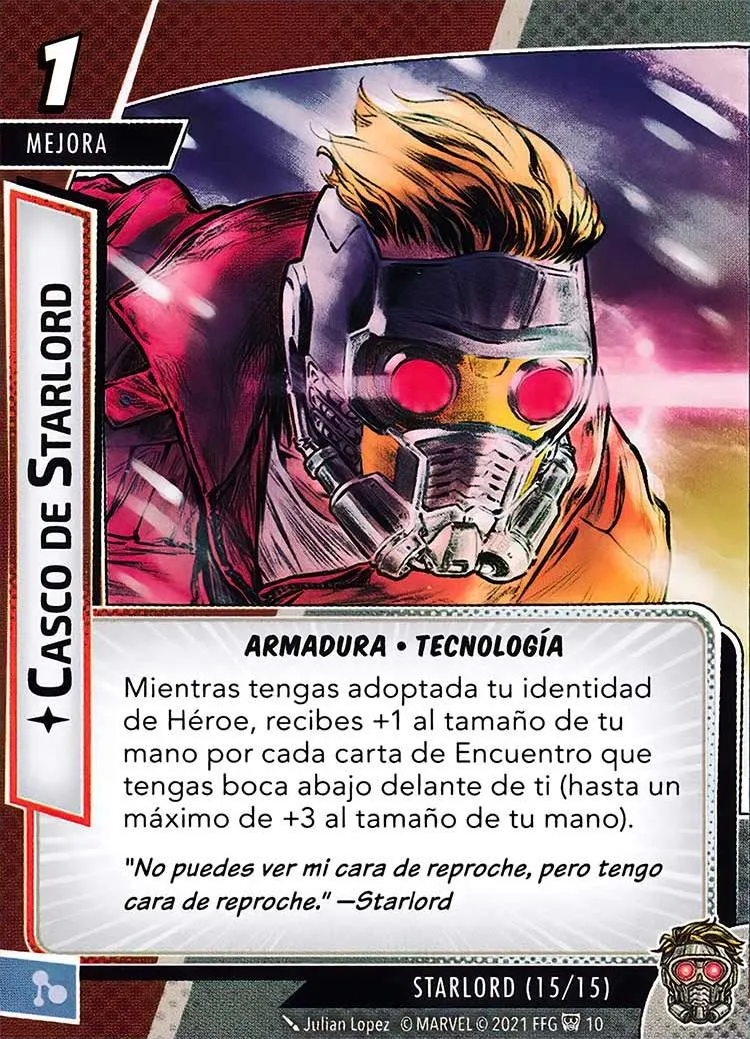 1
MEJORA
CASCO DE STARLORD
ARMADURA • TECNOLOGÍA
Mientras tengas adoptada tu identidad
de Héroe, recibes +1 al tamaño de tu
mano por cada carta de Encuentro que
tengas boca abajo delante de ti (hasta un
máximo de +3 al tamaño de tu mano).
"No puedes ver mi cara de reproche, pero tengo
cara de reproche." —Starlord
STARLORD (15/15)
Julian Lopez © MARVEL © 2021 FFG 10